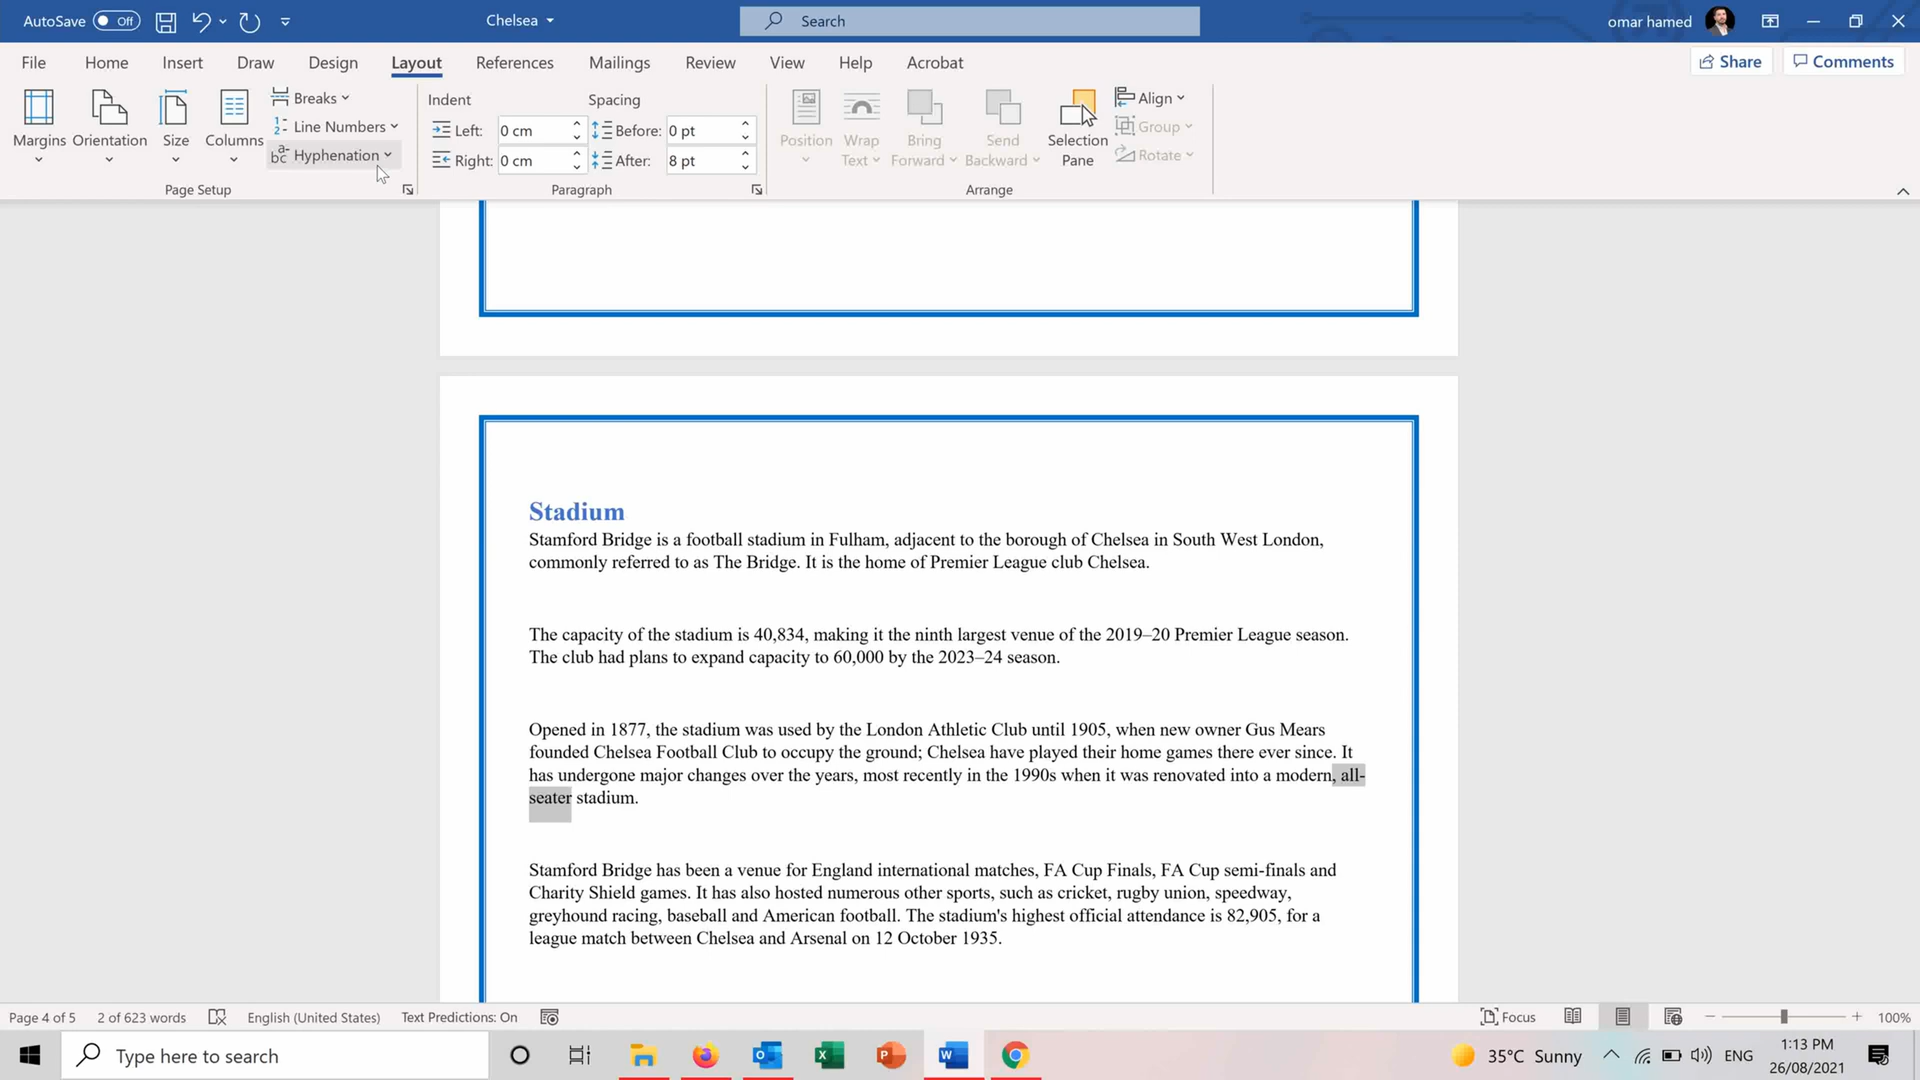 AutoSave Off Chelsea Search omar hamed
File Home Insert Draw Design Layout References Mailings Review View Help Acrobat Share Comments
Margins Orientation Size Columns
Breaks
Line Numbers
Hyphenation
Page Setup
Indent
Left: 0 cm
Right: 0 cm
Spacing
Before: 0 pt
After: 8 pt
Paragraph
Position
Wrap Text
Bring Forward
Send Backward
Selection Pane
Align
Group
Rotate
Arrange
Stadium
Stamford Bridge is a football stadium in Fulham, adjacent to the borough of Chelsea in South West London,
commonly referred to as The Bridge. It is the home of Premier League club Chelsea.
The capacity of the stadium is 40,834, making it the ninth largest venue of the 2019–20 Premier League season.
The club had plans to expand capacity to 60,000 by the 2023–24 season.
Opened in 1877, the stadium was used by the London Athletic Club until 1905, when new owner Gus Mears
founded Chelsea Football Club to occupy the ground; Chelsea have played their home games there ever since. It
has undergone major changes over the years, most recently in the 1990s when it was renovated into a modern, all-
seater stadium.
Stamford Bridge has been a venue for England international matches, FA Cup Finals, FA Cup semi-finals and
Charity Shield games. It has also hosted numerous other sports, such as cricket, rugby union, speedway,
greyhound racing, baseball and American football. The stadium's highest official attendance is 82,905, for a
league match between Chelsea and Arsenal on 12 October 1935.
Page 4 of 5 2 of 623 words English (United States) Text Predictions: On Focus 100%
Type here to search 35°C Sunny ENG 1:13 PM
26/08/2021